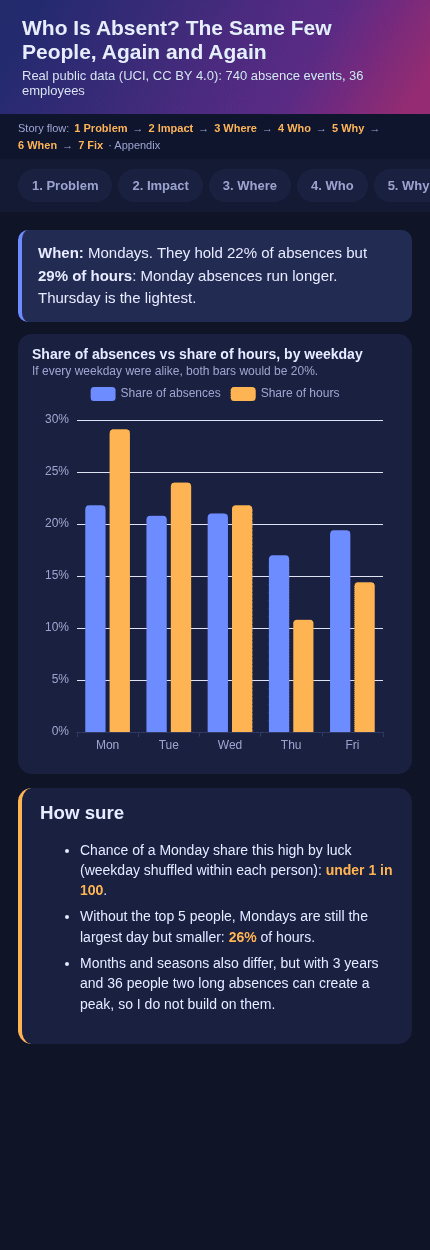 Who Is Absent? The Same Few
People, Again and Again
Real public data (UCI, CC BY 4.0): 740 absence events, 36
employees
Story flow: 1 Problem → 2 Impact → 3 Where → 4 Who → 5 Why →
6 When → 7 Fix · Appendix
1. Problem 2. Impact 3. Where 4. Who 5. Why
When: Mondays. They hold 22% of absences but
29% of hours: Monday absences run longer.
Thursday is the lightest.
Share of absences vs share of hours, by weekday
If every weekday were alike, both bars would be 20%.
Share of absences Share of hours
30%
25%
20%
15%
10%
5%
0%
Mon Tue Wed Thu Fri
How sure
• Chance of a Monday share this high by luck
(weekday shuffled within each person): under 1 in
100.
• Without the top 5 people, Mondays are still the
largest day but smaller: 26% of hours.
• Months and seasons also differ, but with 3 years
and 36 people two long absences can create a
peak, so I do not build on them.